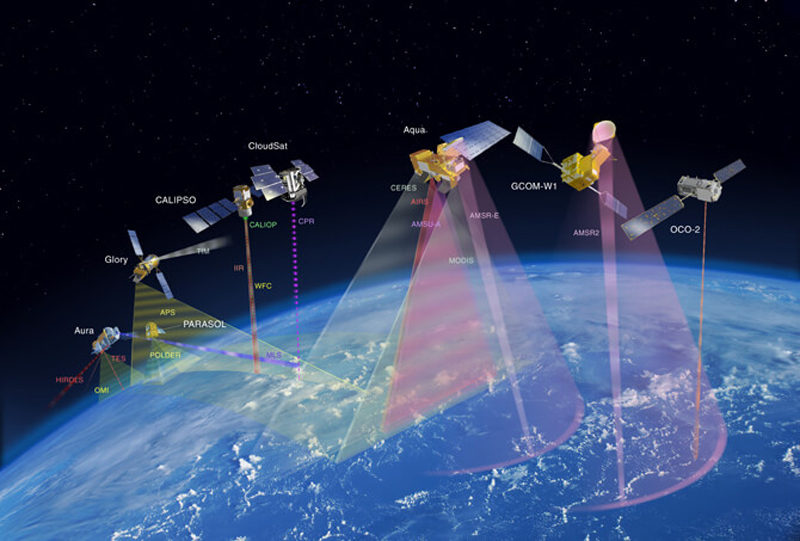 Aqua
CloudSat
CERES
GCOM-W1
CALIPSO
AIRS
AMSR-E
CALIOP
CPR
AMSU-A
AMSR2
OCO-2
TIM
Glory
IIR
MODIS
WFC
APS
PARASOL
Aura
TES
POLDER
MLS
HIRDLS
OMI